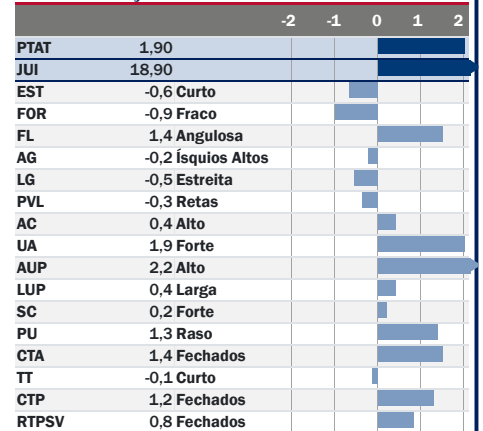 -2 -1 0 1 2
PTAT 1,90
JUI 18,90
EST -0,6 Curto
FOR -0,9 Fraco
FL 1,4 Angulosa
AG -0,2 Ísquios Altos
LG -0,5 Estreita
PVL -0,3 Retas
AC 0,4 Alto
UA 1,9 Forte
AUP 2,2 Alto
LUP 0,4 Larga
SC 0,2 Forte
PU 1,3 Raso
CTA 1,4 Fechados
TT -0,1 Curto
CTP 1,2 Fechados
RTPSV 0,8 Fechados